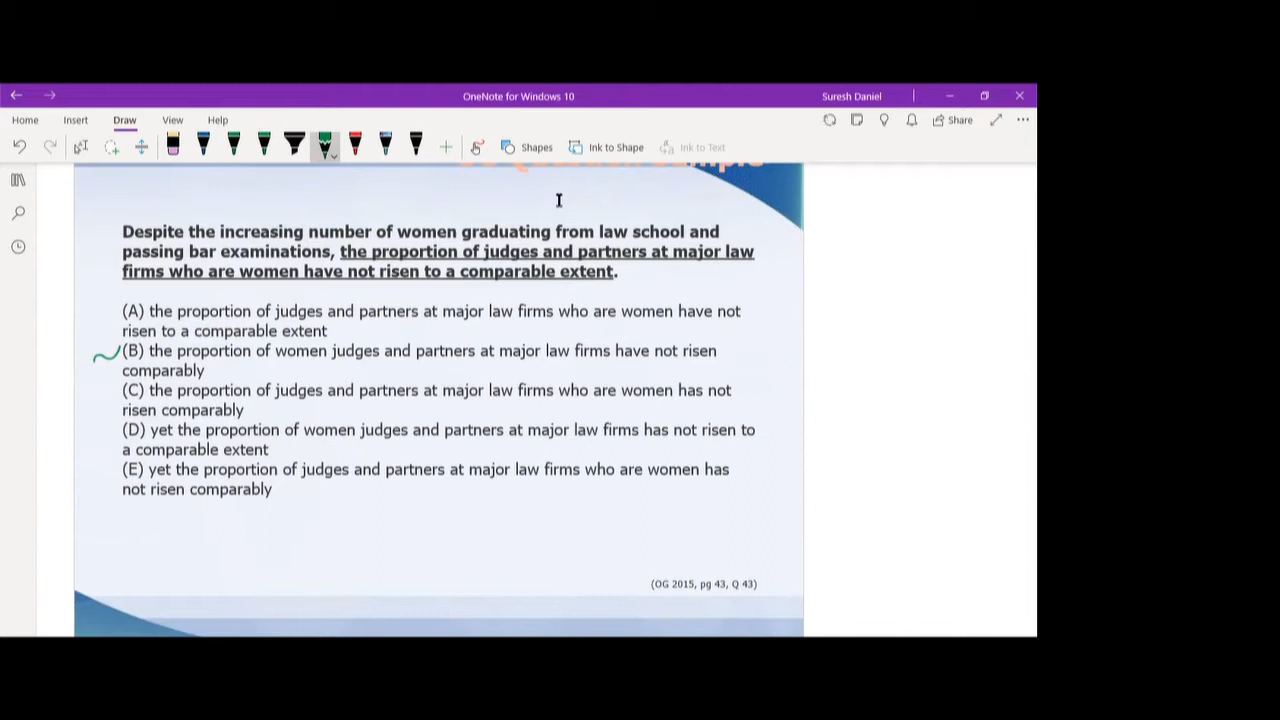 OneNote for Windows 10
Suresh Daniel
Home Insert Draw View Help
Share
Shapes Ink to Shape Ink to Text
Despite the increasing number of women graduating from law school and
passing bar examinations, the proportion of judges and partners at major law
firms who are women have not risen to a comparable extent.
(A) the proportion of judges and partners at major law firms who are women have not
risen to a comparable extent
(B) the proportion of women judges and partners at major law firms have not risen
comparably
(C) the proportion of judges and partners at major law firms who are women has not
risen comparably
(D) yet the proportion of women judges and partners at major law firms has not risen to
a comparable extent
(E) yet the proportion of judges and partners at major law firms who are women has
not risen comparably
(OG 2015, pg 43, Q 43)